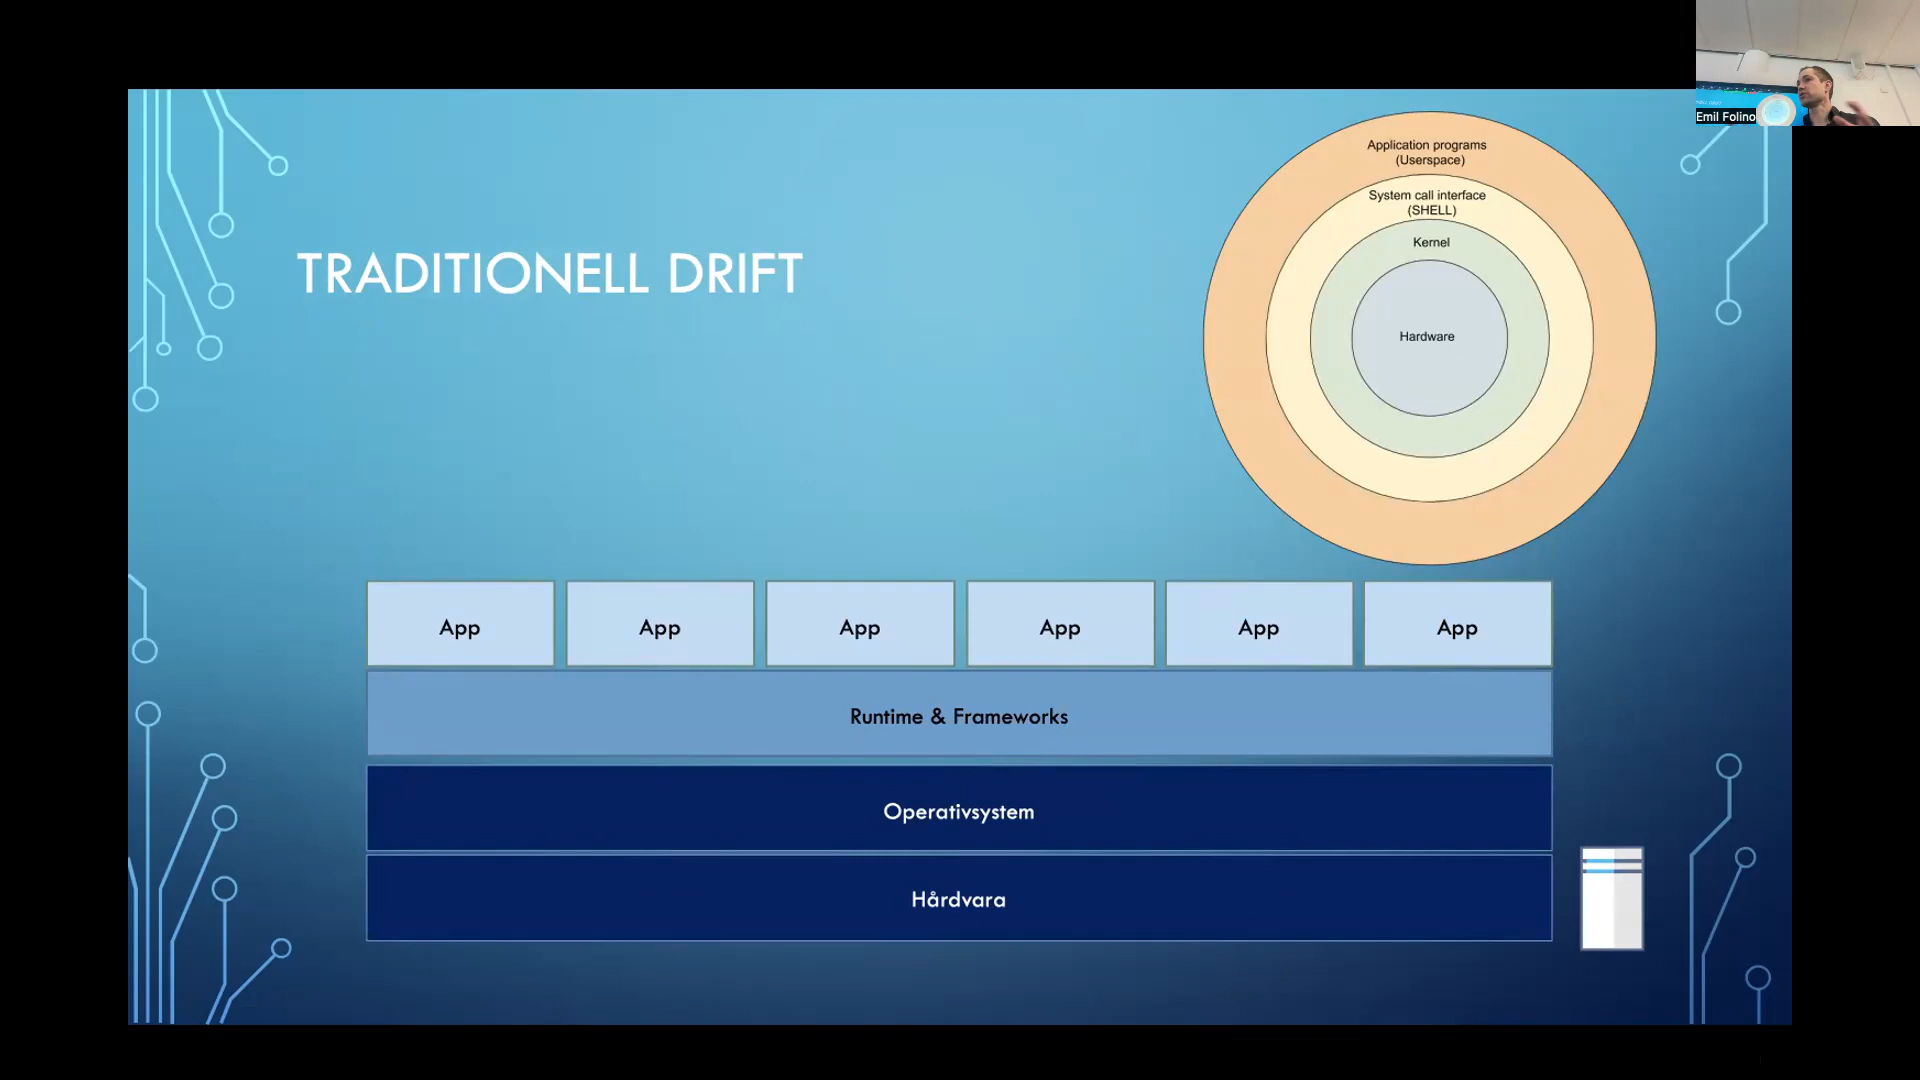 Emil Folino
TRADITIONELL DRIFT
Application programs
(Userspace)
System call interface
(SHELL)
Kernel
Hardware
App App App App App App
Runtime & Frameworks
Operativsystem
Hårdvara